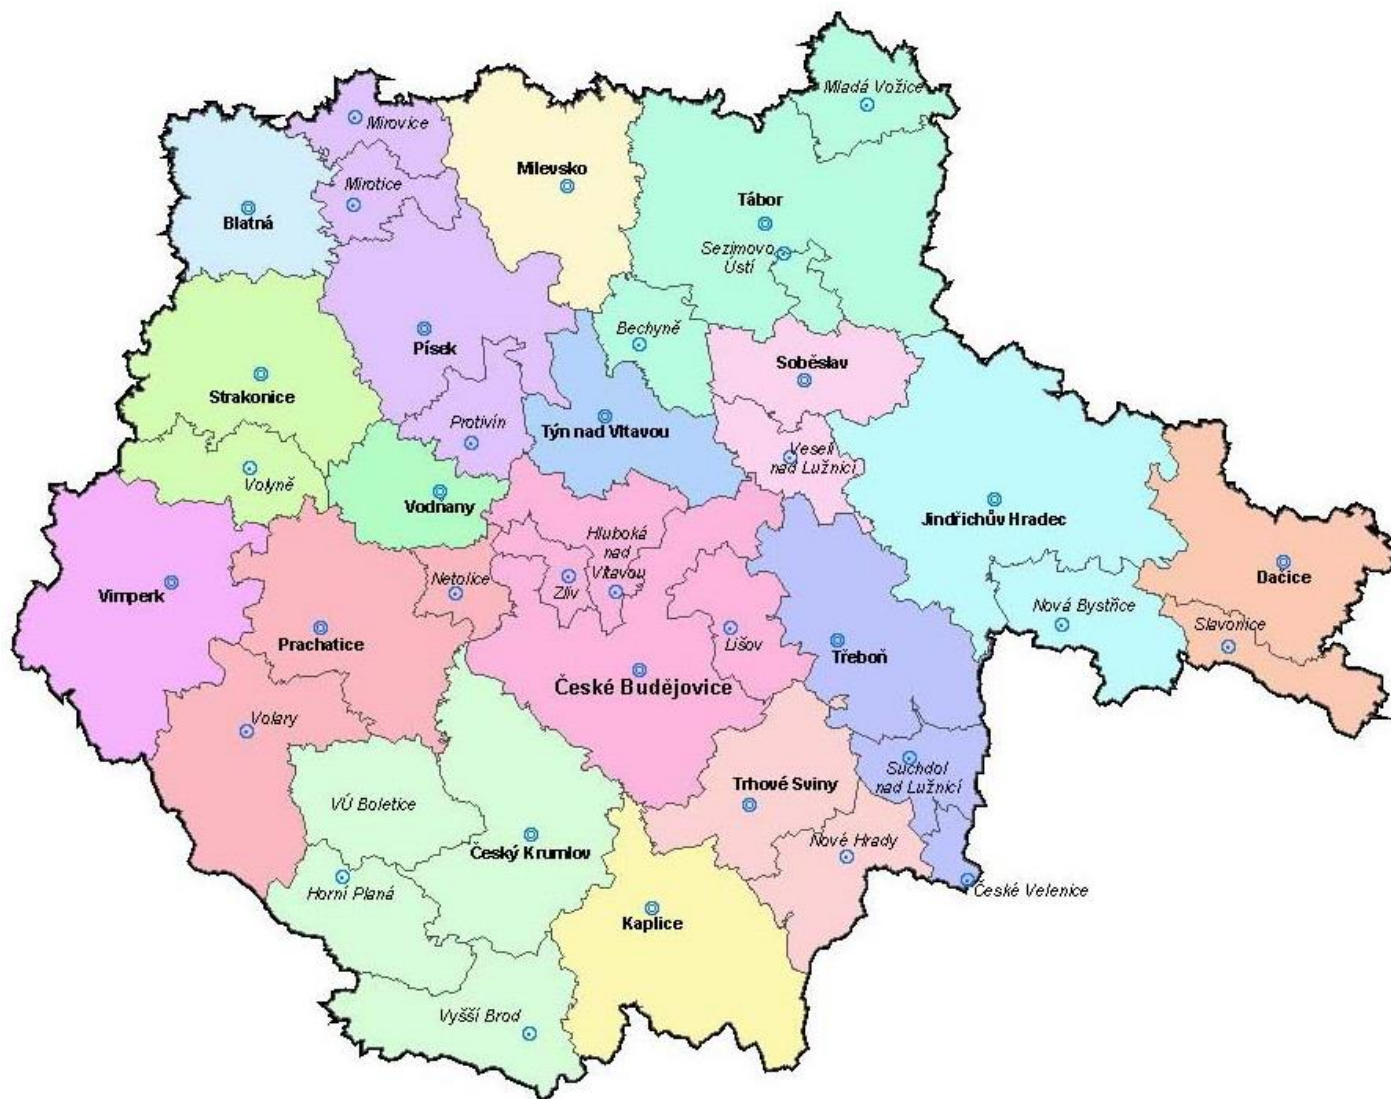 Mladá Vožice
Mirovice
Milevsko
Mirotice
Tábor
Blatná
Sezimovo
Ústí
Písek
Bechyně
Soběslav
Strakonice
Protivín
Týn nad Vltavou
Veselí
nad Lužnicí
Volyně
Vodňany
Jindřichův Hradec
Hluboká
nad
Vltavou
Netolice
Zliv
Vimperk
Dačice
Nová Bystřice
Slavonice
Prachatice
Lišov
Třeboň
České Budějovice
Volary
Suchdol
nad Lužnicí
Trhové Sviny
VÚ Boletice
Nové Hrady
Český Krumlov
Horní Planá
České Velenice
Kaplice
Vyšší Brod